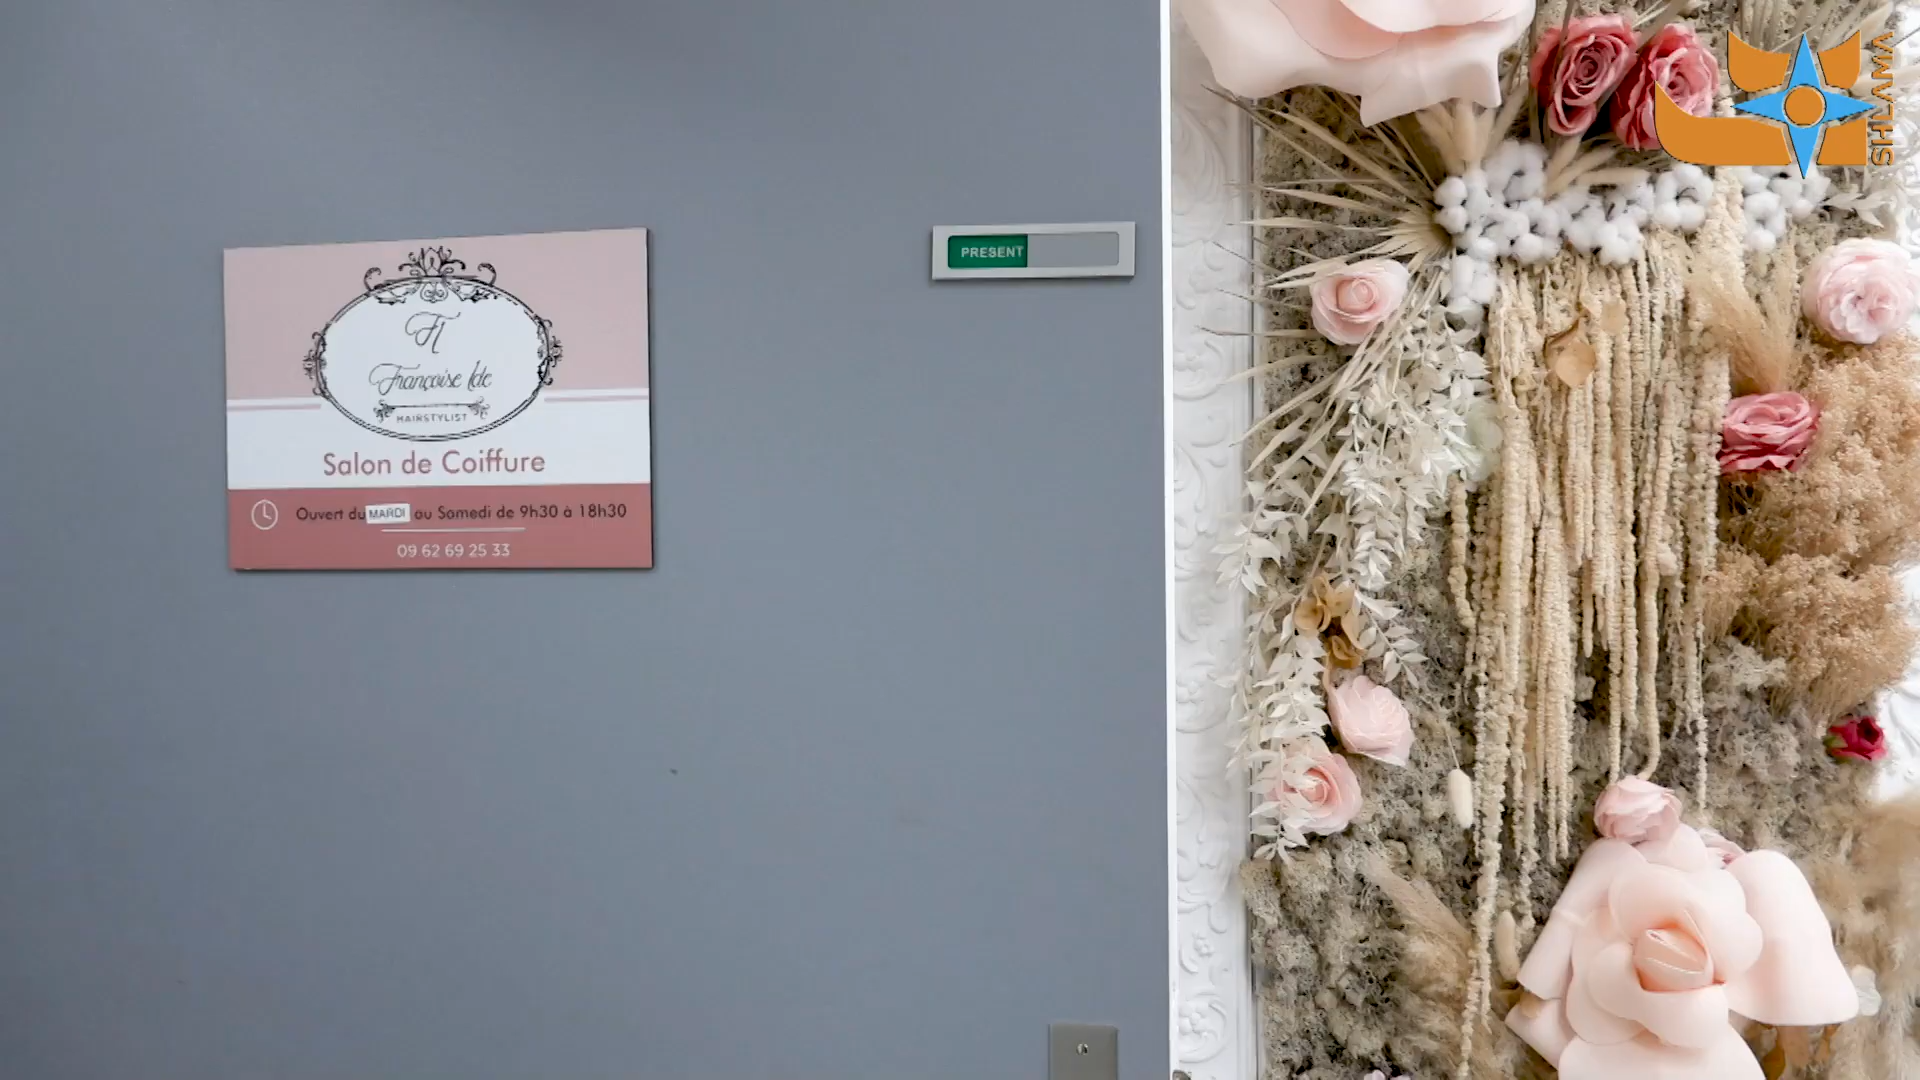 FI
Françoise Ide
HAIRSTYLIST
Salon de Coiffure
Ouvert du MARDI au Samedi de 9h30 à 18h30
09 62 69 25 33
PRESENT
SHLAMA